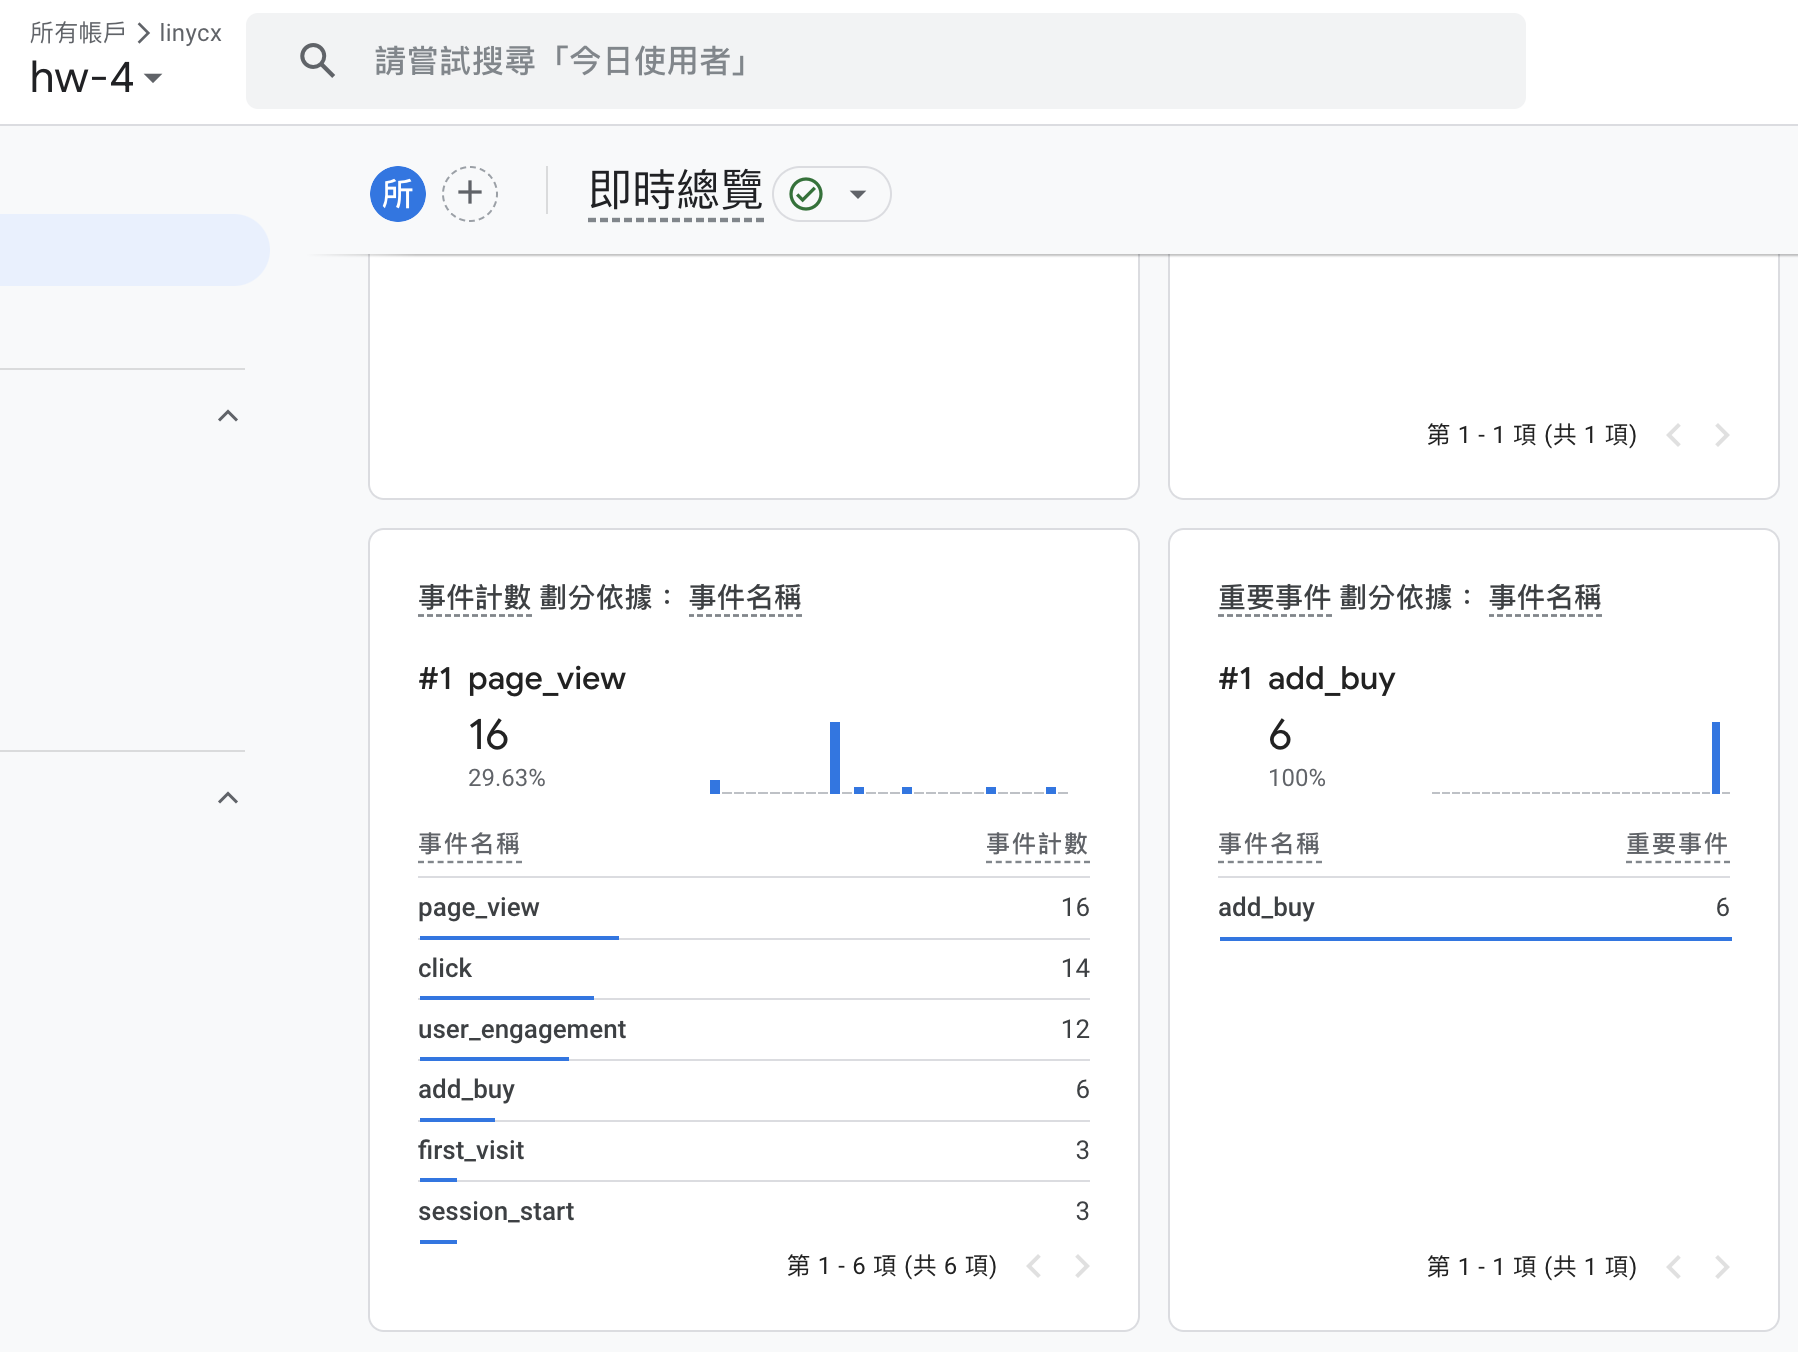 所有帳戶 > linycx
hw-4
請嘗試搜尋「今日使用者」
所
即時總覽
第 1 - 1 項 (共 1 項)
事件計數 劃分依據： 事件名稱
#1 page_view
16
29.63%
事件名稱 事件計數
page_view 16
click 14
user_engagement 12
add_buy 6
first_visit 3
session_start 3
第 1 - 6 項 (共 6 項)
重要事件 劃分依據： 事件名稱
#1 add_buy
6
100%
事件名稱 重要事件
add_buy 6
第 1 - 1 項 (共 1 項)